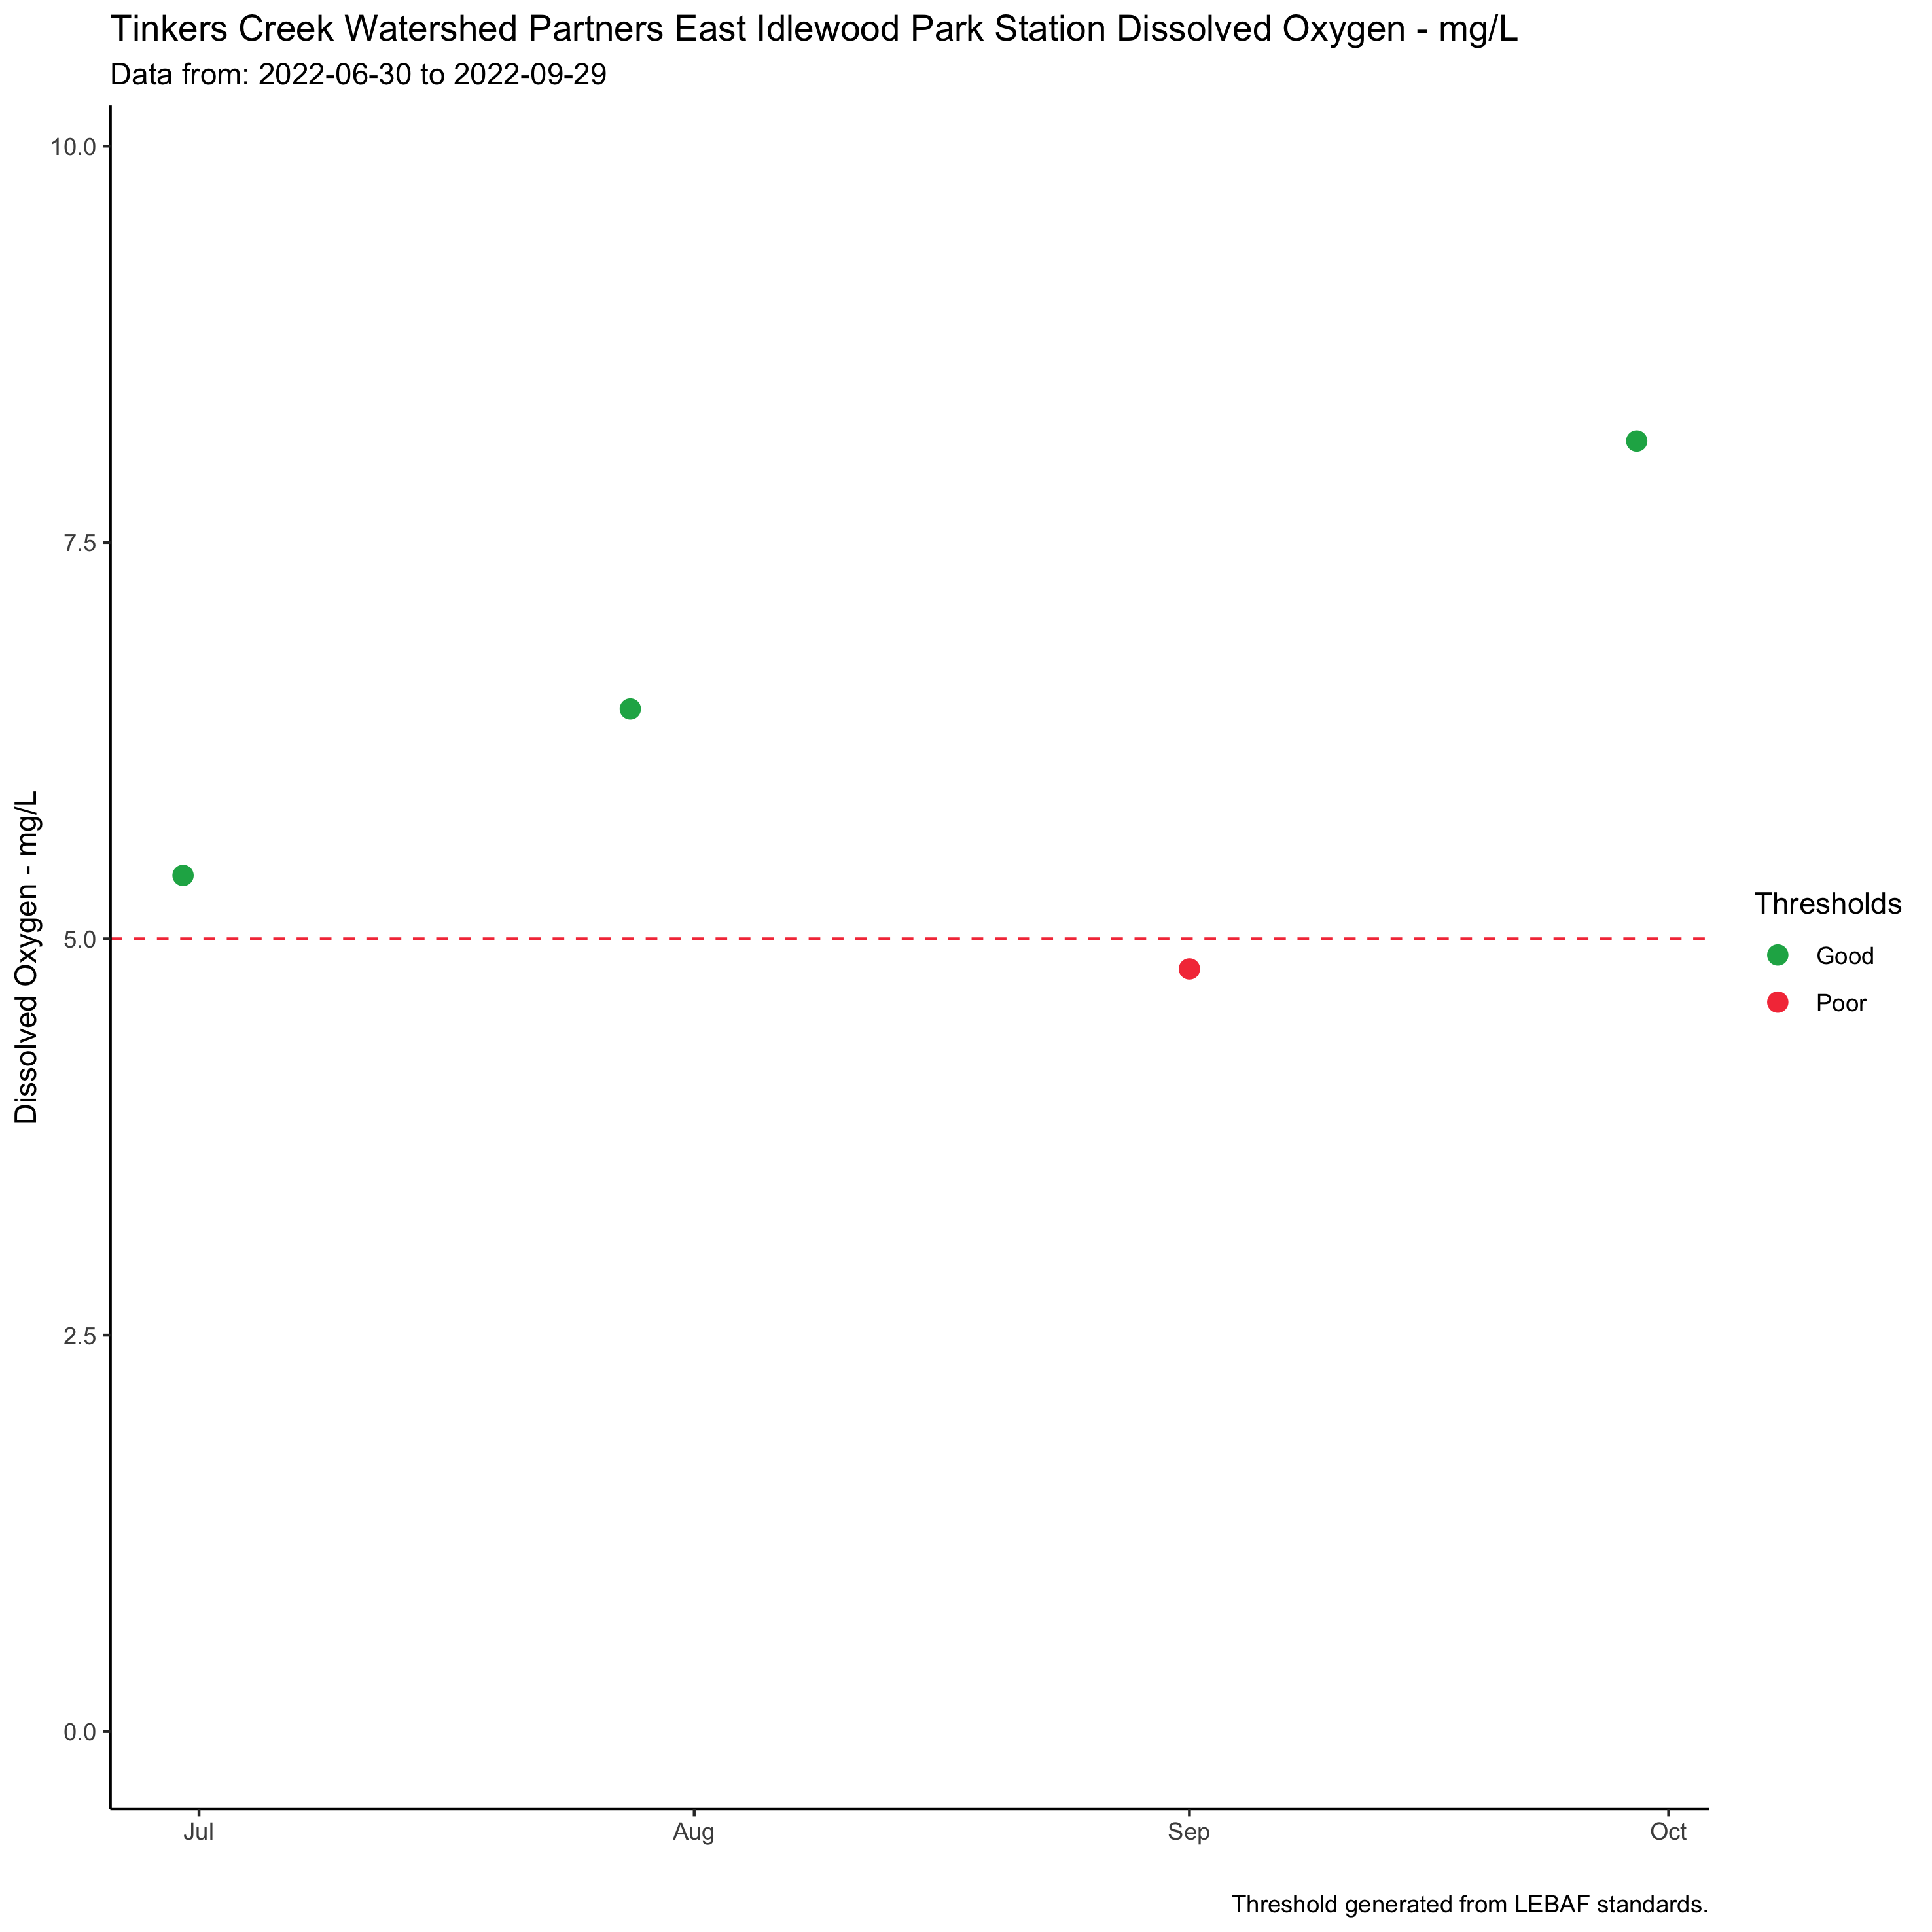 Tinkers Creek Watershed Partners East Idlewood Park Station Dissolved Oxygen - mg/L
Data from: 2022-06-30 to 2022-09-29
10.0
7.5
5.0
2.5
0.0
Dissolved Oxygen - mg/L
Jul
Aug
Sep
Oct
Thresholds
Good
Poor
Threshold generated from LEBAF standards.